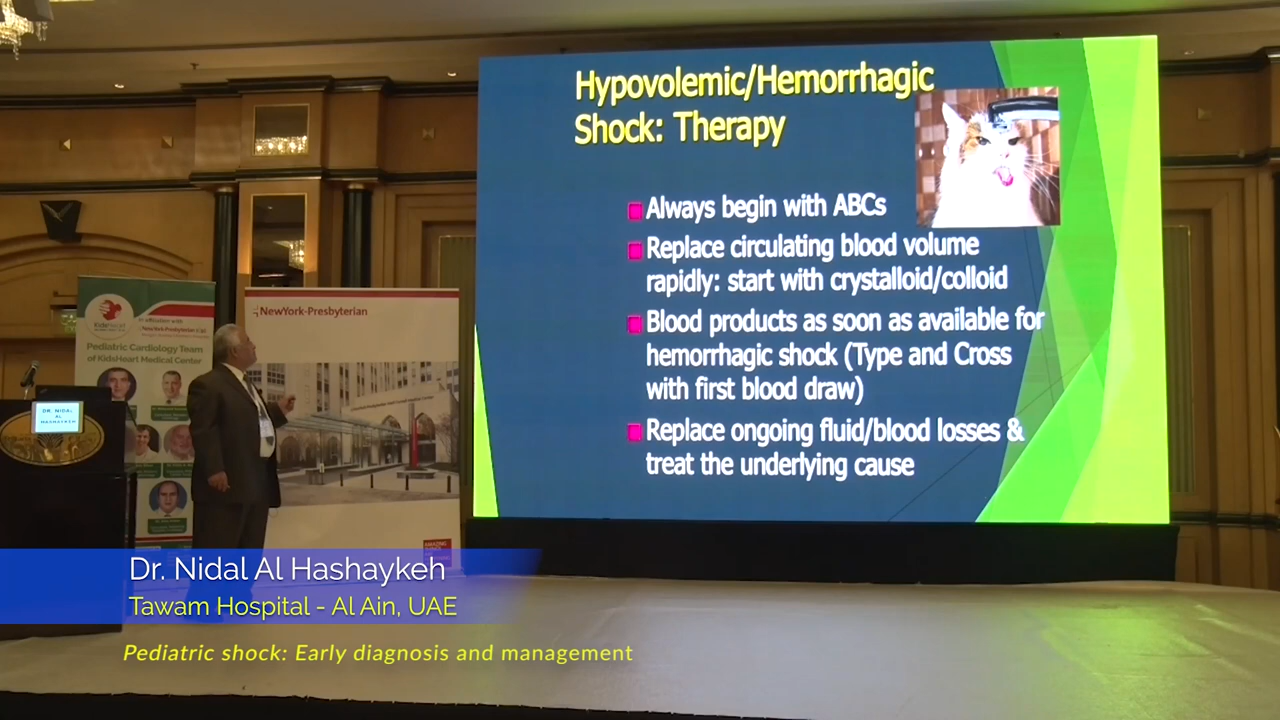 Hypovolemic/Hemorrhagic
Shock: Therapy
Always begin with ABCs
Replace circulating blood volume
rapidly: start with crystalloid/colloid
Blood products as soon as available for
hemorrhagic shock (Type and Cross
with first blood draw)
Replace ongoing fluid/blood losses &
treat the underlying cause
NewYork-Presbyterian
KidsHeart
NewYork-Presbyterian
Pediatric Cardiology Team
of KidsHeart Medical Center
DR. NIDAL
AL
HASHAYKEH
Dr. Nidal Al Hashaykeh
Tawam Hospital - Al Ain, UAE
Pediatric shock: Early diagnosis and management